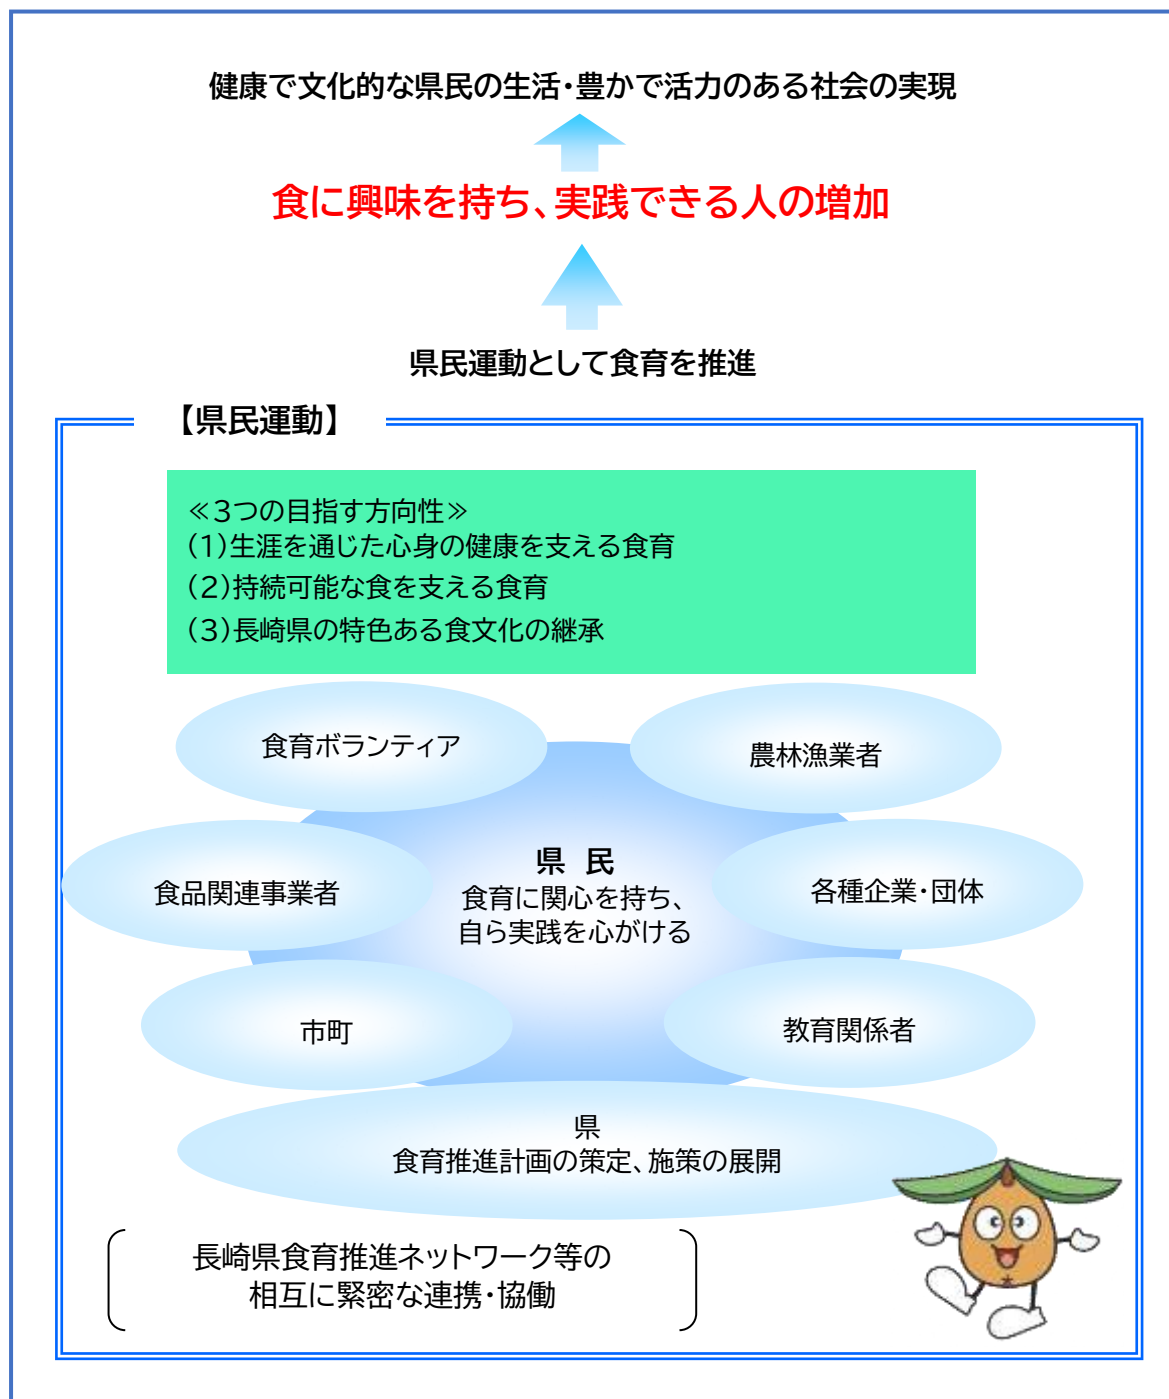 健康で文化的な県民の生活・豊かで活力のある社会の実現
食に興味を持ち、実践できる人の増加
県民運動として食育を推進
【県民運動】
≪3つの目指す方向性≫
(1)生涯を通じた心身の健康を支える食育
(2)持続可能な食を支える食育
(3)長崎県の特色ある食文化の継承
食育ボランティア
農林漁業者
県 民
食育に関心を持ち、
自ら実践を心がける
食品関連事業者
各種企業・団体
市町
教育関係者
県
食育推進計画の策定、施策の展開
長崎県食育推進ネットワーク等の
相互に緊密な連携・協働